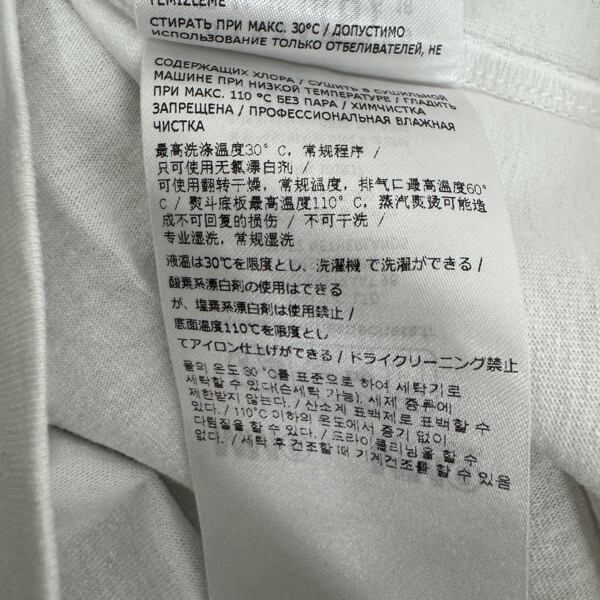 TEMIZLEME
СТИРАТЬ ПРИ МАКС. 30°C / ДОПУСТИМО
ИСПОЛЬЗОВАНИЕ ТОЛЬКО ОТБЕЛИВАТЕЛЕЙ, НЕ
СОДЕРЖАЩИХ ХЛОРА / СУШИТЬ В СУШИЛЬНОЙ
МАШИНЕ ПРИ НИЗКОЙ ТЕМПЕРАТУРЕ / ГЛАДИТЬ
ПРИ МАКС. 110 °C БЕЗ ПАРА / ХИМЧИСТКА
ЗАПРЕЩЕНА / ПРОФЕССИОНАЛЬНАЯ ВЛАЖНАЯ
ЧИСТКА
最高洗涤温度30° C, 常规程序 /
只可使用无氯漂白剂 /
可使用翻转干燥, 常规温度, 排气口最高温度60°
C / 熨斗底板最高温度110° C, 蒸汽熨烫可能造
成不可回复的损伤 / 不可干洗 /
专业湿洗, 常规湿洗
液温は30℃を限度とし、洗濯機 で洗濯ができる /
酸素系漂白剤の使用はできる
が、塩素系漂白剤は使用禁止 /
底面温度110℃を限度とし
てアイロン仕上げができる / ドライクリーニング禁止
물의 온도 30 °C를 표준으로 하여 세탁기로
세탁할 수 있다(손세탁 가능). 세제 종류에
제한받지 않는다. / 산소계 표백제로 표백할 수
있다. / 110°C 이하의 온도에서 증기 없이
다림질을 할 수 있다. / 드라이 클리닝을 할 수
없다. / 세탁 후 건조할 때 기계건조를 할 수 있음